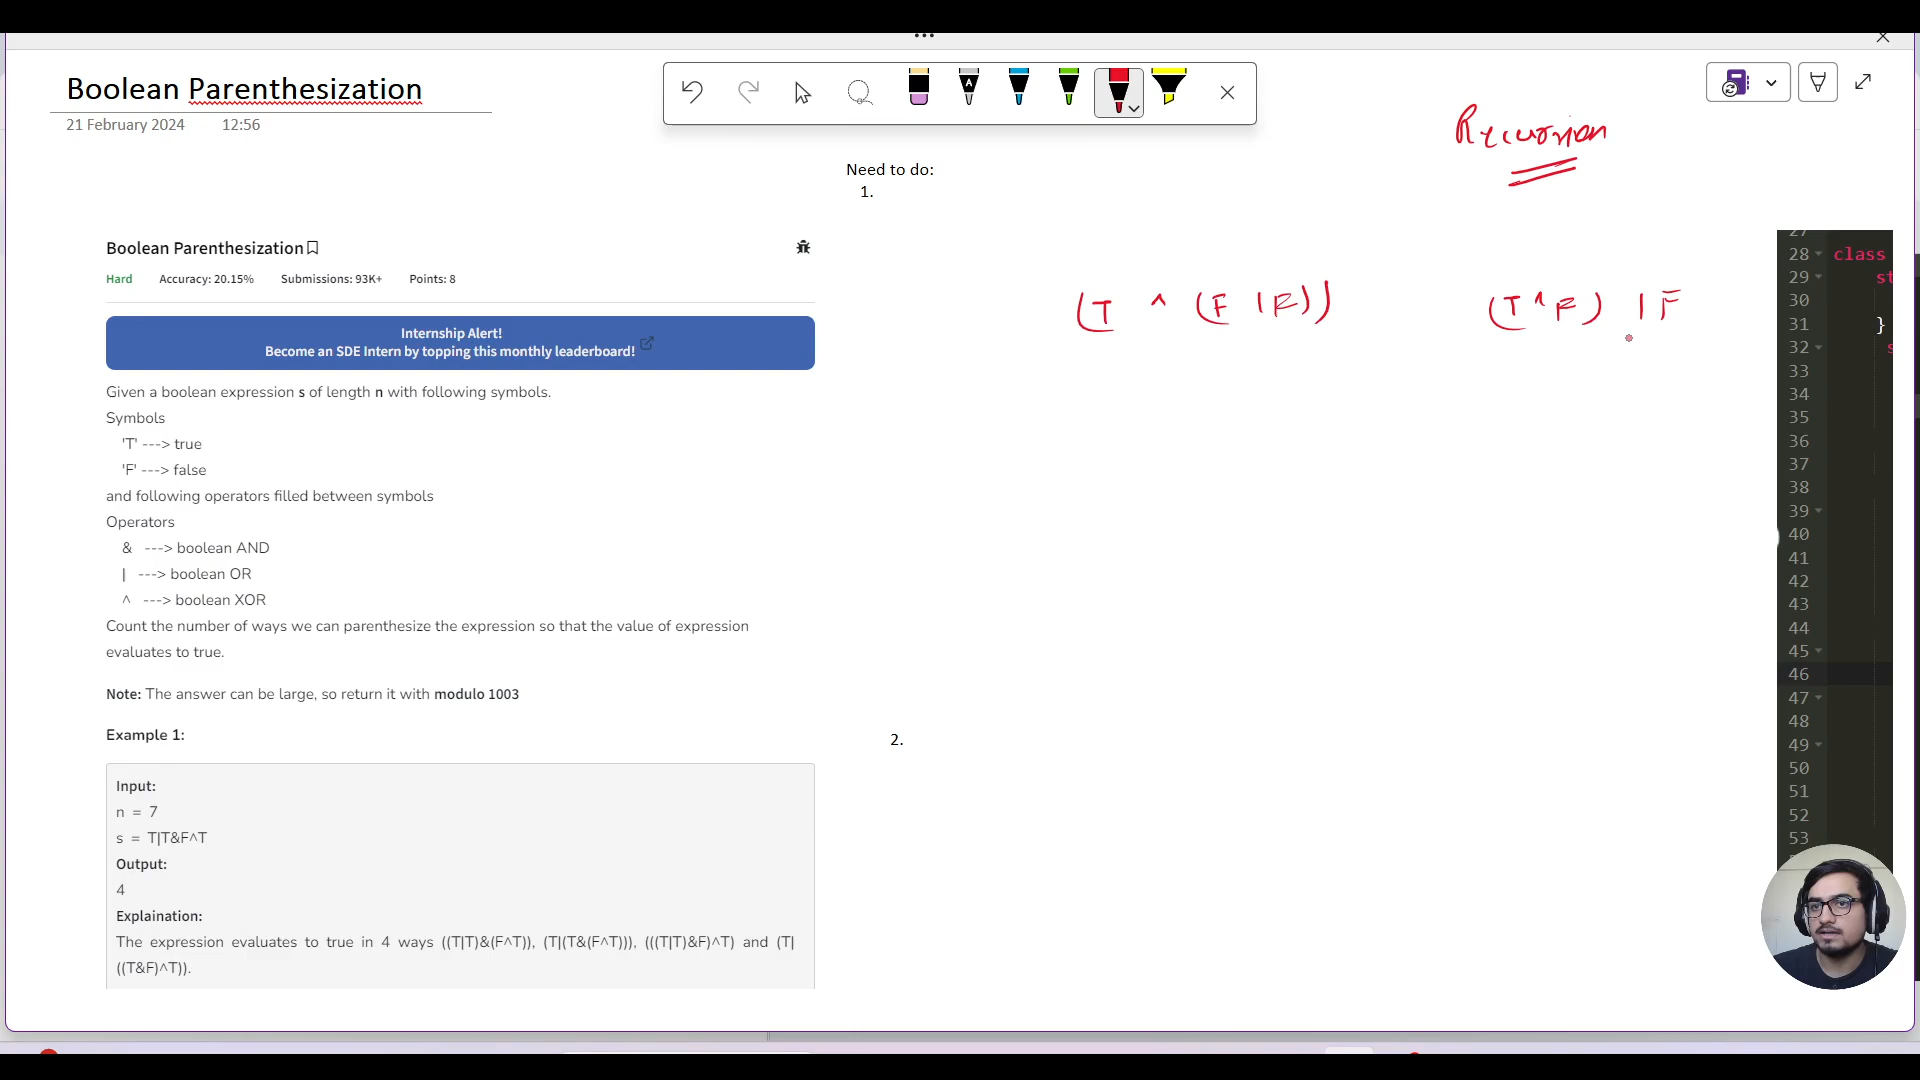 Boolean Parenthesization
21 February 2024 12:56
Recursion
Need to do:
1.
Boolean Parenthesization
Hard Accuracy: 20.15% Submissions: 93K+ Points: 8
Internship Alert!
Become an SDE Intern by topping this monthly leaderboard!
(T ^ (F | F)) (T ^ F) | F
Given a boolean expression s of length n with following symbols.
Symbols
'T' ---> true
'F' ---> false
and following operators filled between symbols
Operators
& ---> boolean AND
| ---> boolean OR
^ ---> boolean XOR
Count the number of ways we can parenthesize the expression so that the value of expression
evaluates to true.
Note: The answer can be large, so return it with modulo 1003
Example 1:
2.
Input:
n = 7
s = T|T&F^T
Output:
4
Explaination:
The expression evaluates to true in 4 ways ((T|T)&(F^T)), (T|(T&(F^T))), (((T|T)&F)^T) and (T|
((T&F)^T)).
27
28 class
29 st
30
31 }
32 s
33
34
35
36
37
38
39
40
41
42
43
44
45
46
47
48
49
50
51
52
53